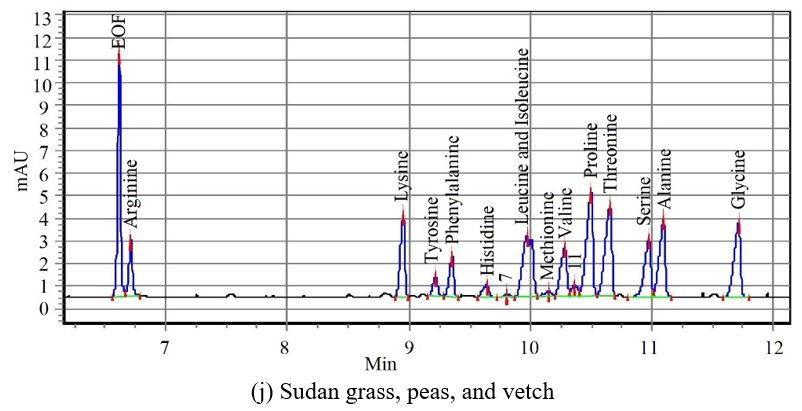 13
12
11
10
9
8
7
6
5
4
3
2
1
0
mAU
EOF
Arginine
Lysinc
Tyrosine
Phenylalaninc
Histidine
7
Leucine and Isoleucine
Methionine
Valine
11
Proline
Threonine
Serine
Alanine
Glycine
7
8
9
10
11
12
Min
(j) Sudan grass, peas, and vetch